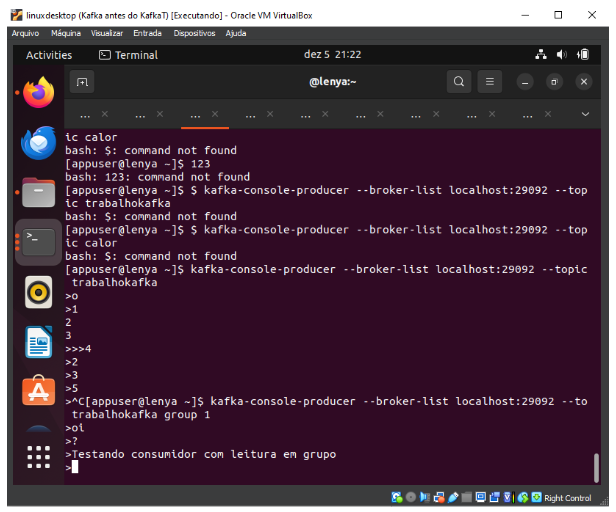 linuxdesktop (Kafka antes do KafkaT) [Executando] - Oracle VM VirtualBox
Arquivo Máquina Visualizar Entrada Dispositivos Ajuda
Activities Terminal dez 5 21:22
@lenya:~
... × ... × ... × ... × ... × ... × ... × ... × ... ×
ic calor
bash: $: command not found
[appuser@lenya ~]$ 123
bash: 123: command not found
[appuser@lenya ~]$ $ kafka-console-producer --broker-list localhost:29092 --top
ic trabalhokafka
bash: $: command not found
[appuser@lenya ~]$ $ kafka-console-producer --broker-list localhost:29092 --top
ic calor
bash: $: command not found
[appuser@lenya ~]$ kafka-console-producer --broker-list localhost:29092 --topic
trabalhokafka
>o
>1
2
3
>>>4
>2
>3
>5
>^C[appuser@lenya ~]$ kafka-console-producer --broker-list localhost:29092 --to
trabalhokafka group 1
>oi
>?
>Testando consumidor com leitura em grupo
>
Right Control